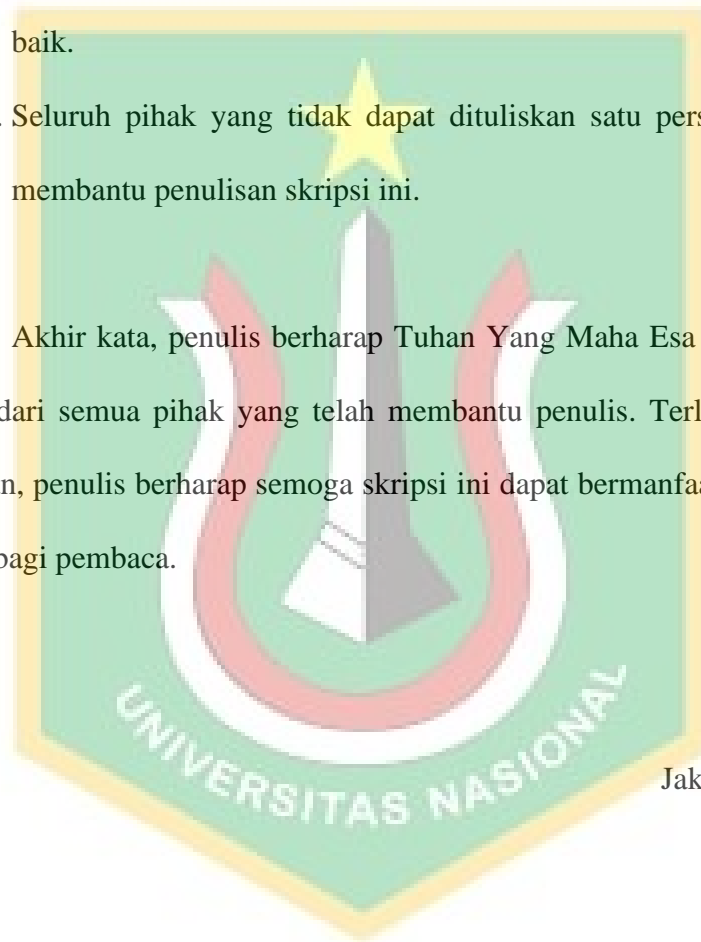 baik.
. Seluruh pihak yang tidak dapat dituliskan satu pers
membantu penulisan skripsi ini.
Akhir kata, penulis berharap Tuhan Yang Maha Esa
dari semua pihak yang telah membantu penulis. Terl
n, penulis berharap semoga skripsi ini dapat bermanfaa
bagi pembaca.
Jak
UNIVERSITAS NASIONAL